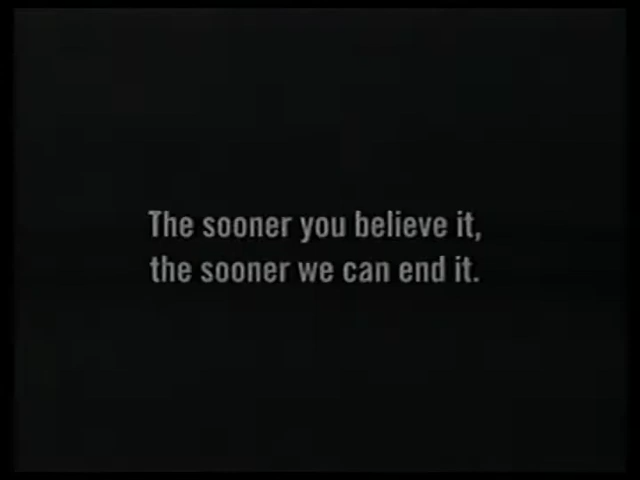 The sooner you believe it,
the sooner we can end it.